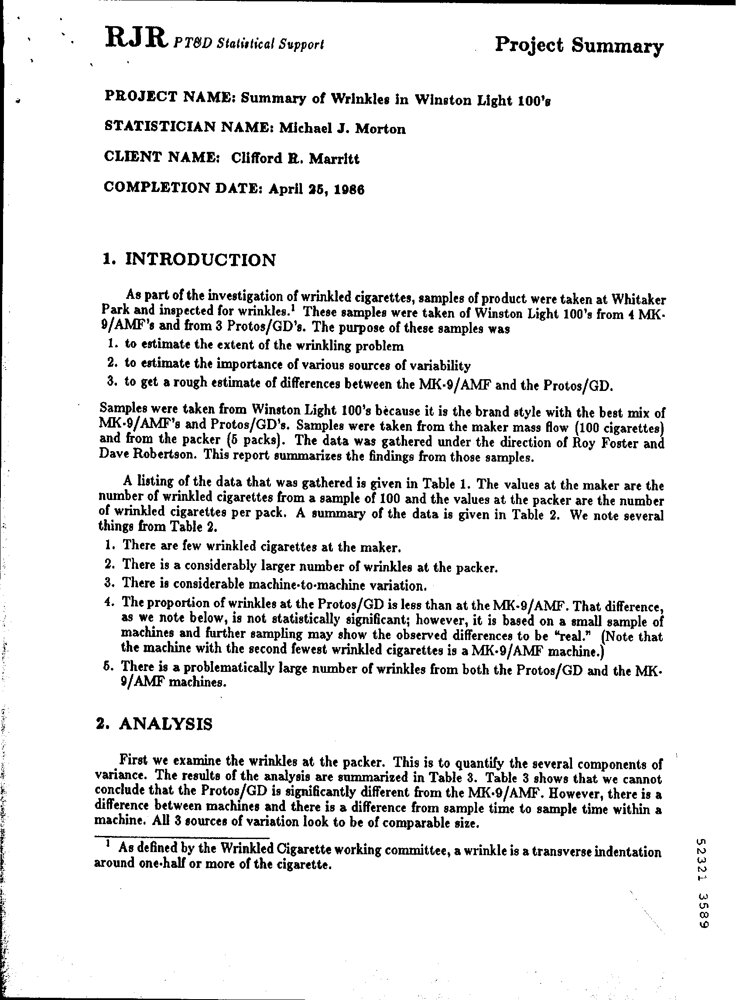 RJR PT&D Statistical Support Project Summary
PROJECT NAME: Summary of Wrinkles in Winston Light 100's
STATISTICIAN NAME: Michael J. Morton
CLIENT NAME: Clifford R. Marritt
COMPLETION DATE: April 25, 1986
1. INTRODUCTION
As part of the investigation of wrinkled cigarettes, samples of product were taken at Whitaker
Park and inspected for wrinkles.1 These samples were taken of Winston Light 100's from 4 MK-
9/AMF's and from 3 Protos/GD's. The purpose of these samples was
1. to estimate the extent of the wrinkling problem
2. to estimate the importance of various sources of variability
3. to get a rough estimate of differences between the MK-9/AMF and the Protos/GD.
Samples were taken from Winston Light 100's because it is the brand style with the best mix of
MK-9/AMF's and Protos/GD's. Samples were taken from the maker mass flow (100 cigarettes)
and from the packer (5 packs). The data was gathered under the direction of Roy Foster and
Dave Robertson. This report summarizes the findings from those samples.
A listing of the data that was gathered is given in Table 1. The values at the maker are the
number of wrinkled cigarettes from a sample of 100 and the values at the packer are the number
of wrinkled cigarettes per pack. A summary of the data is given in Table 2. We note several
things from Table 2.
1. There are few wrinkled cigarettes at the maker.
2. There is a considerably larger number of wrinkles at the packer.
3. There is considerable machine-to-machine variation.
4. The proportion of wrinkles at the Protos/GD is less than at the MK-9/AMF. That difference,
as we note below, is not statistically significant; however, it is based on a small sample of
machines and further sampling may show the observed differences to be "real." (Note that
the machine with the second fewest wrinkled cigarettes is a MK-9/AMF machine.)
5. There is a problematically large number of wrinkles from both the Protos/GD and the MK-
9/AMF machines.
2. ANALYSIS
First we examine the wrinkles at the packer. This is to quantify the several components of
variance. The results of the analysis are summarized in Table 3. Table 3 shows that we cannot
conclude that the Protos/GD is significantly different from the MK-9/AMF. However, there is a
difference between machines and there is a difference from sample time to sample time within a
machine. All 3 sources of variation look to be of comparable size.
1 As defined by the Wrinkled Cigarette working committee, a wrinkle is a transverse indentation
around one-half or more of the cigarette.
52321 3589